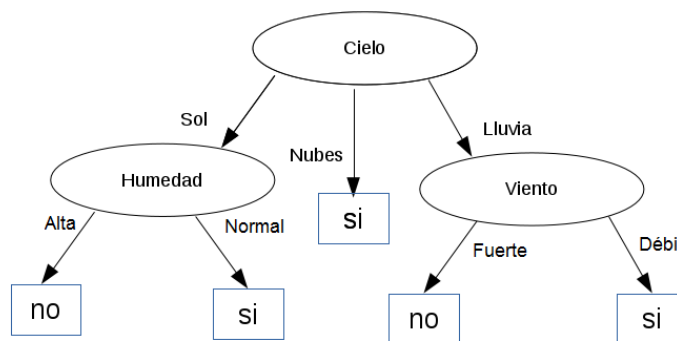 Cielo
Sol
Nubes
Lluvia
Humedad
Viento
Alta
Normal
si
Fuerte
Débi
no
si
no
si